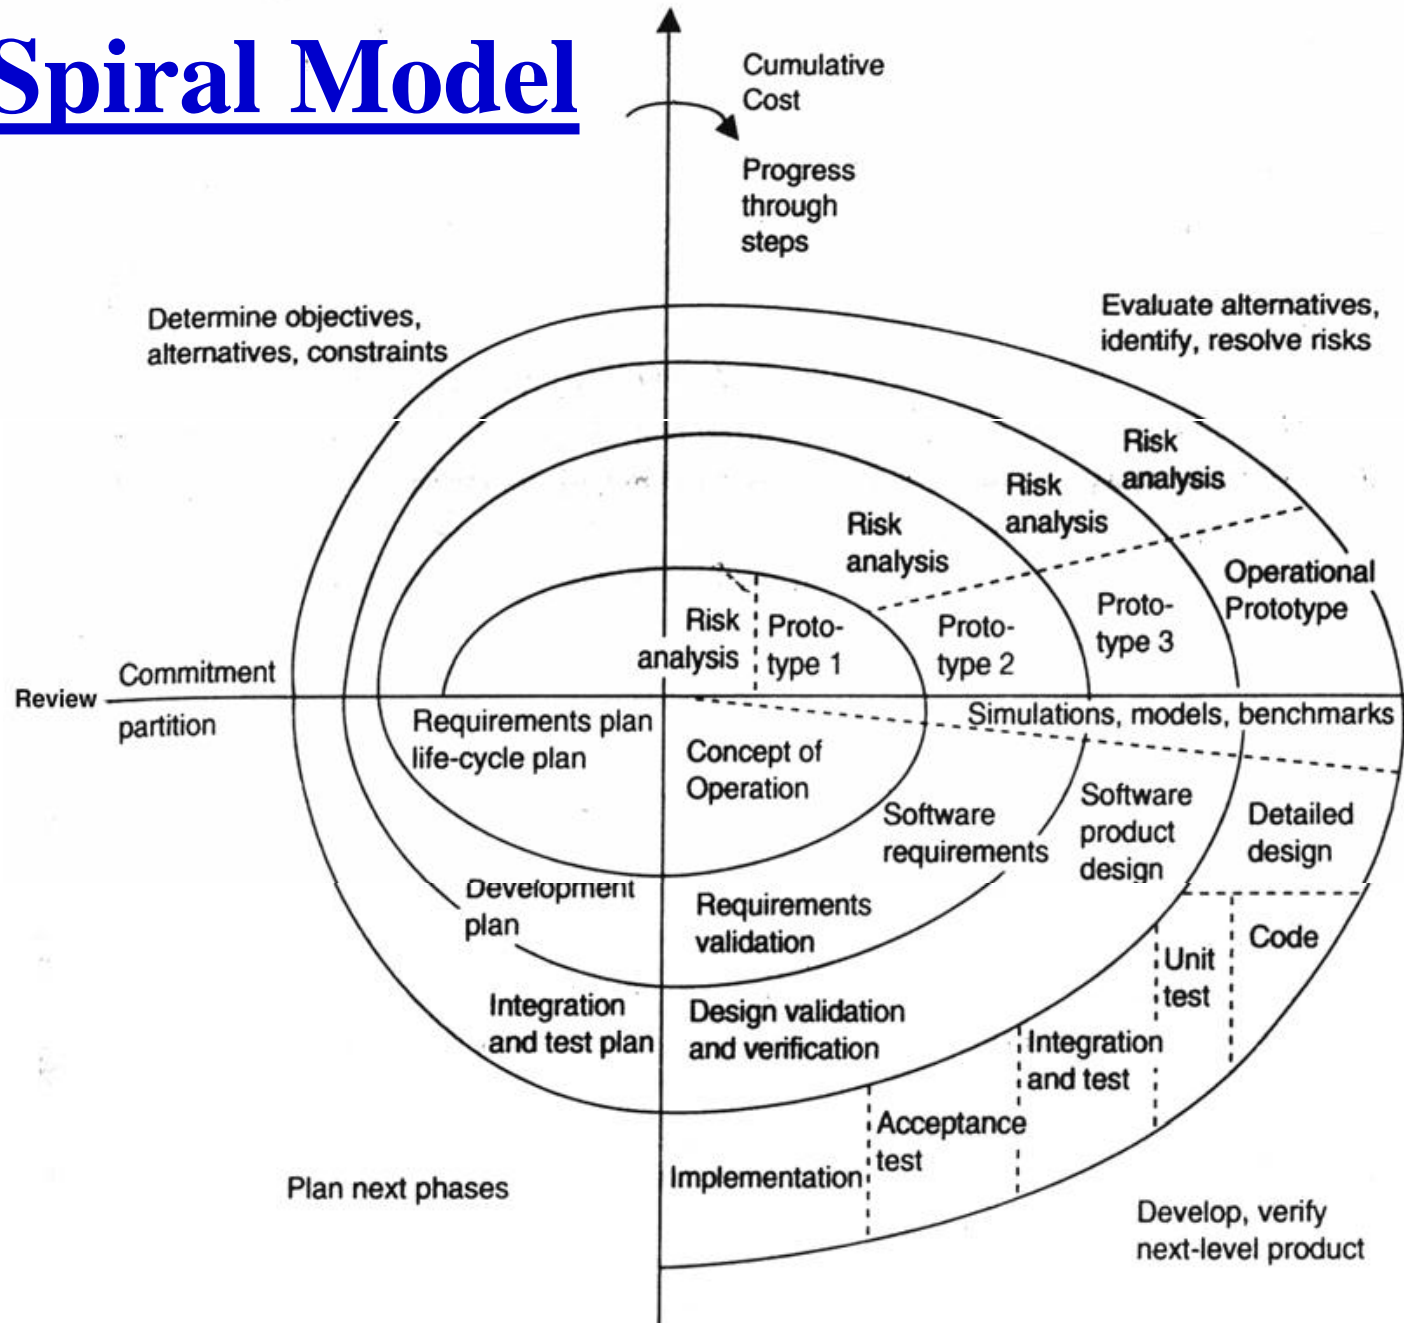 Spiral Model
Cumulative
Cost
Progress
through
steps
Determine objectives,
alternatives, constraints
Evaluate alternatives,
identify, resolve risks
Risk
analysis
Risk
analysis
Risk
analysis
Risk
analysis
Proto-
type 1
Proto-
type 2
Proto-
type 3
Operational
Prototype
Review
Commitment
partition
Requirements plan
life-cycle plan
Concept of
Operation
Simulations, models, benchmarks
Software
requirements
Software
product
design
Detailed
design
Development
plan
Requirements
validation
Code
Unit
test
Integration
and test plan
Design validation
and verification
Integration
and test
Acceptance
test
Implementation
Plan next phases
Develop, verify
next-level product